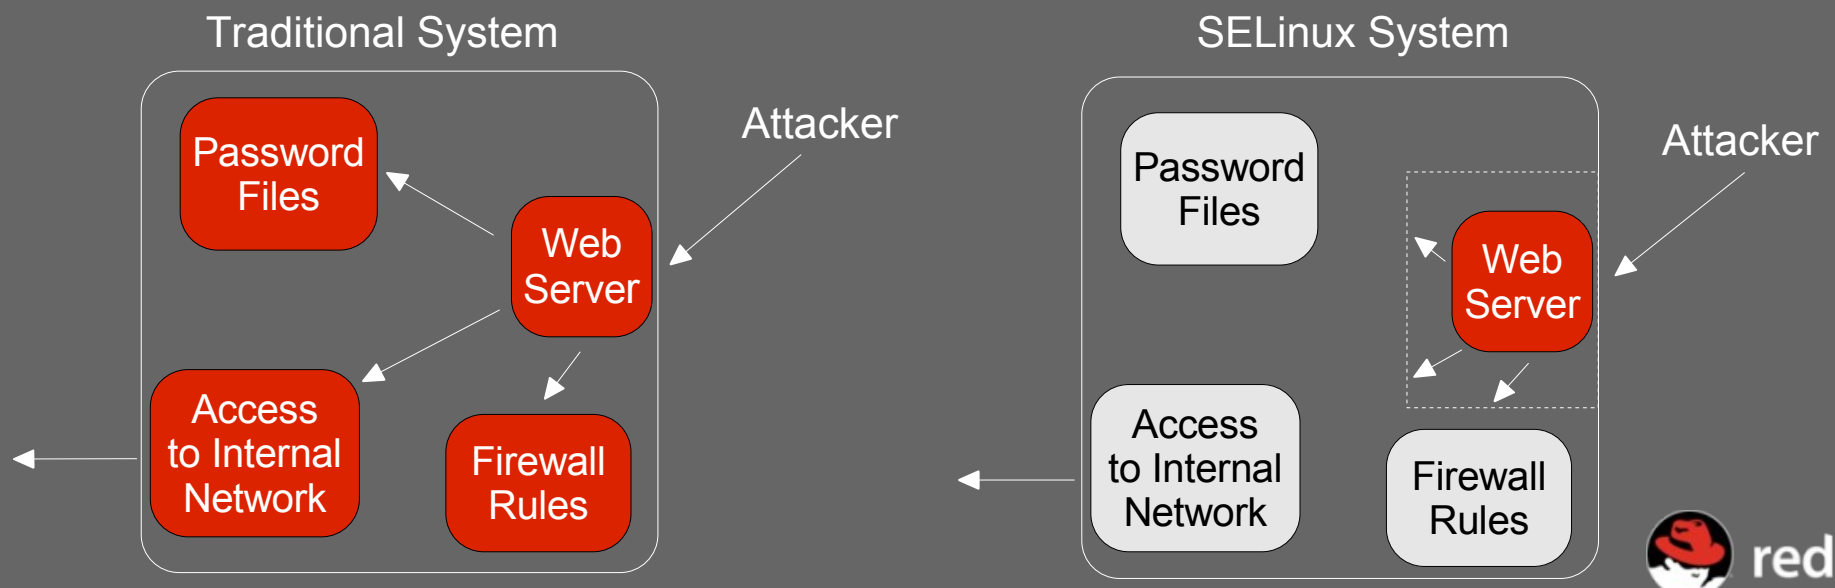 Traditional System
Attacker
Password
Files
Web
Server
Access
to Internal
Network
Firewall
Rules
SELinux System
Attacker
Password
Files
Web
Server
Access
to Internal
Network
Firewall
Rules
red